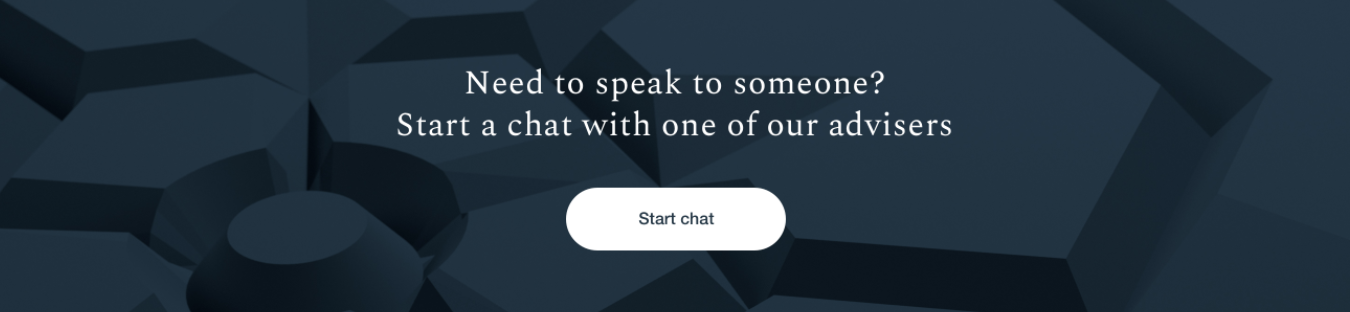 Need to speak to someone?
Start a chat with one of our advisers
Start chat